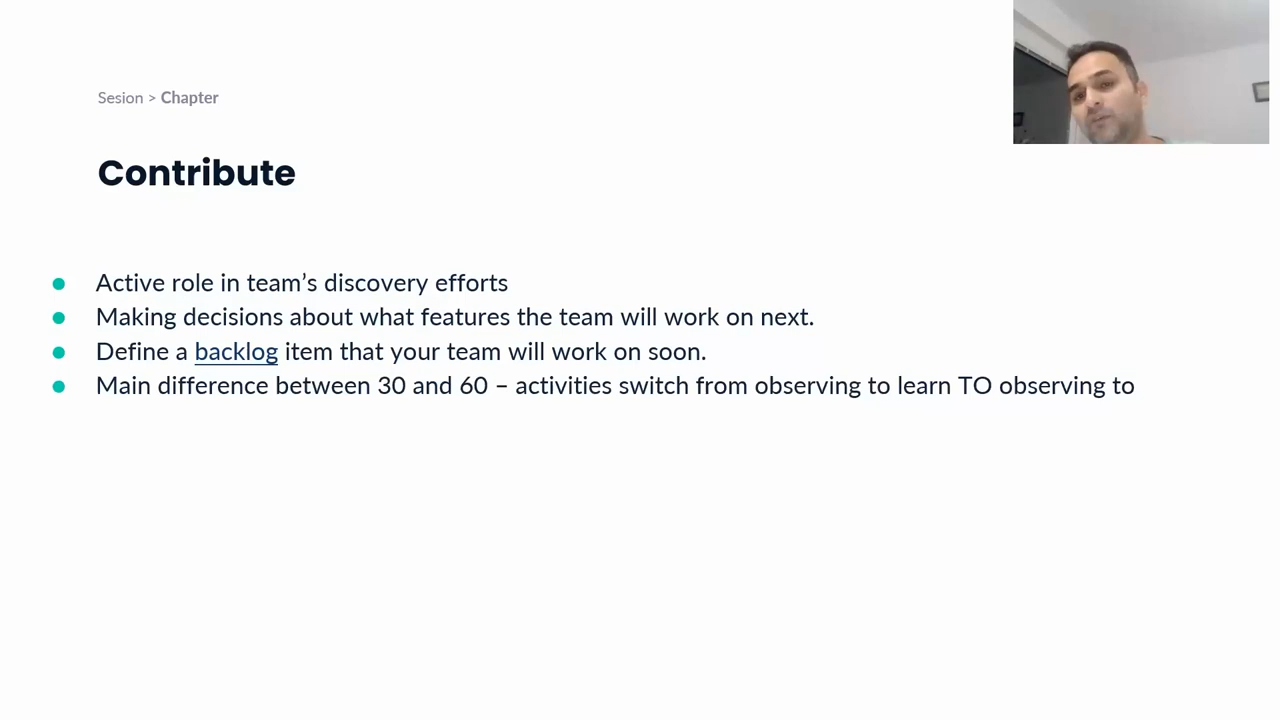 Sesion > Chapter
Contribute
Active role in team’s discovery efforts
Making decisions about what features the team will work on next.
Define a backlog item that your team will work on soon.
Main difference between 30 and 60 – activities switch from observing to learn TO observing to